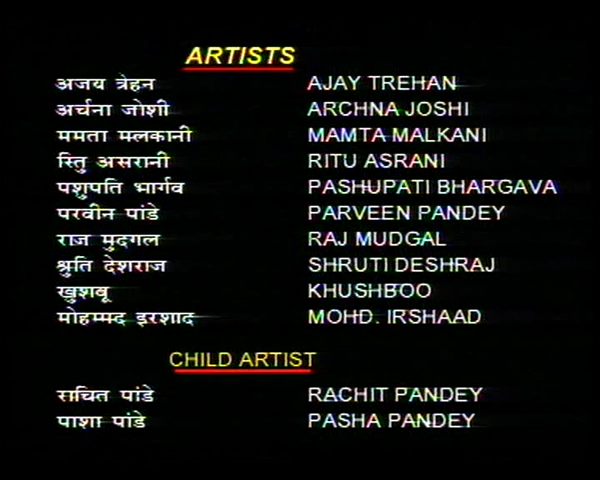 ARTISTS
अजय त्रेहन AJAY TREHAN
अर्चना जोशी ARCHNA JOSHI
ममता मलकानी MAMTA MALKANI
रितु असरानी RITU ASRANI
पशुपति भार्गव PASHUPATI BHARGAVA
परवीन पांडे PARVEEN PANDEY
राज मुदगल RAJ MUDGAL
श्रुति देशराज SHRUTI DESHRAJ
खुशबू KHUSHBOO
मोहम्मद इरशाद MOHD. IRSHAAD
CHILD ARTIST
रचित पांडे RACHIT PANDEY
पाशा पांडे PASHA PANDEY